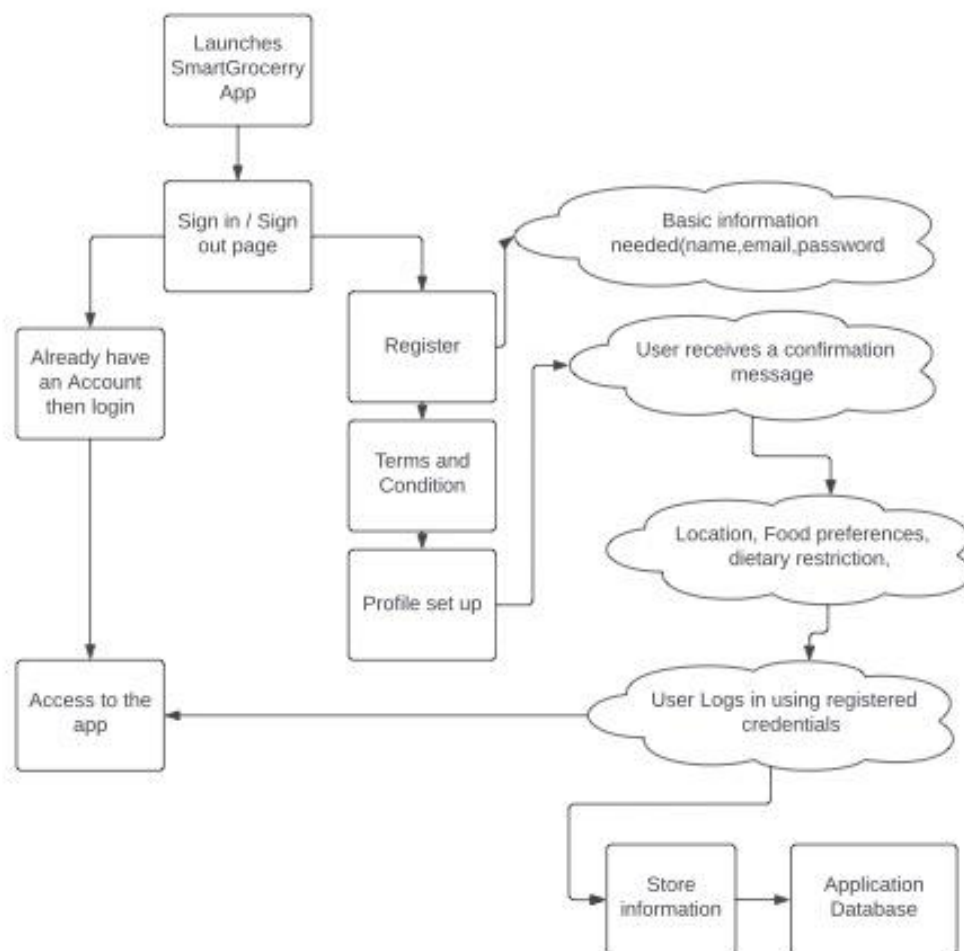 Launches
SmartGrocerry
App
Sign in / Sign
out page
Basic information
needed(name,email,password
Register
User receives a confirmation
message
Already have
an Account
then login
Terms and
Condition
Location, Food preferences,
dietary restriction,
Profile set up
Access to the
app
User Logs in using registered
credentials
Store
information
Application
Database